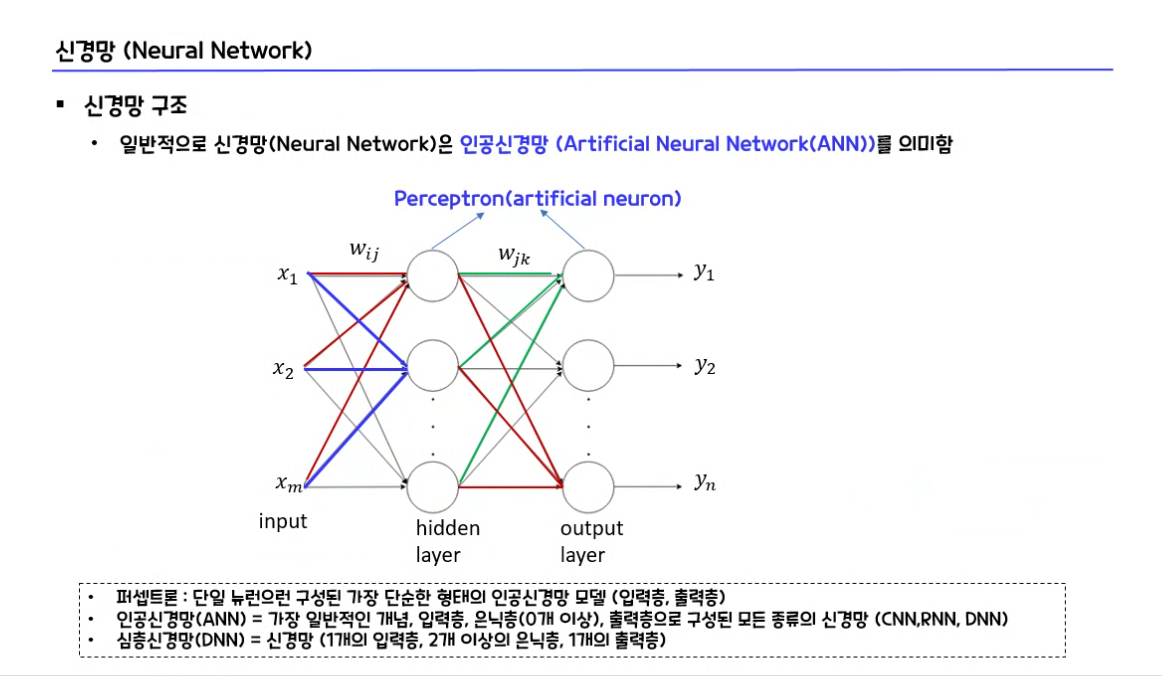 신경망 (Neural Network)
▪ 신경망 구조
• 일반적으로 신경망(Neural Network)은 인공신경망 (Artificial Neural Network(ANN))를 의미함
Perceptron(artificial neuron)
w_ij
w_jk
x_1
y_1
x_2
y_2
x_m
y_n
input
hidden layer
output layer
• 퍼셉트론 : 단일 뉴런으런 구성된 가장 단순한 형태의 인공신경망 모델 (입력층, 출력층)
• 인공신경망(ANN) = 가장 일반적인 개념, 입력층, 은닉층(0개 이상), 출력층으로 구성된 모든 종류의 신경망 (CNN,RNN, DNN)
• 심층신경망(DNN) = 신경망 (1개의 입력층, 2개 이상의 은닉층, 1개의 출력층)